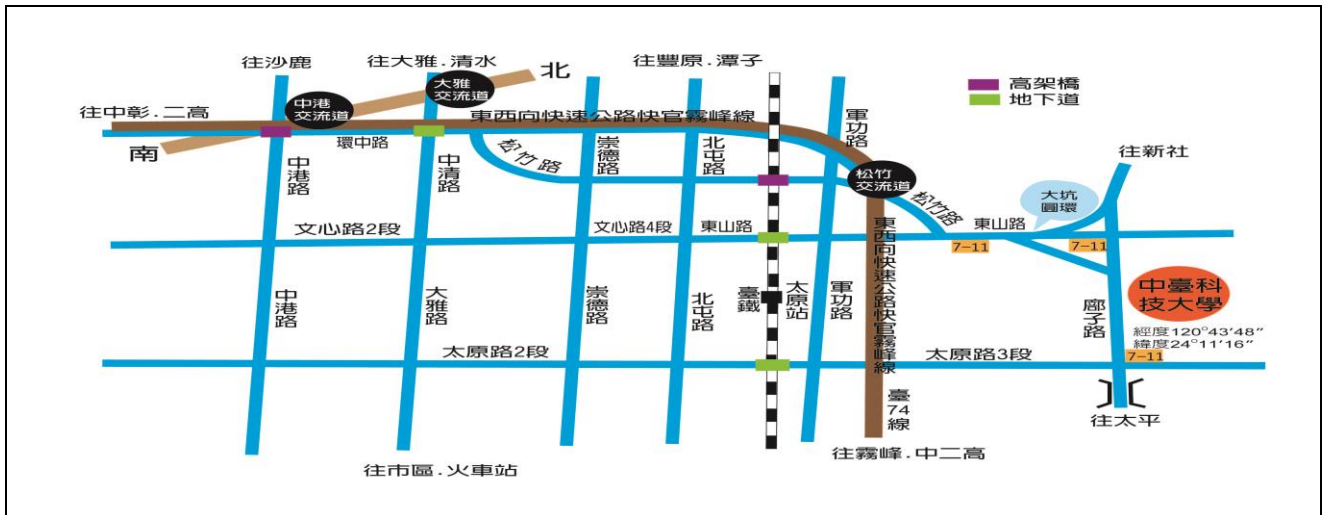 往沙鹿
往大雅.清水
北
往豐原.潭子
高架橋
地下道
大雅
交流道
中港
交流道
往中彰.二高
東西向快速公路快官霧峰線
南
環中路
中港路
中清路
松竹路
崇德路
北屯路
軍功路
松竹
交流道
往新社
大坑
圓環
松竹路
文心路2段
文心路4段
東山路
東山路
7-11
7-11
東西向快速公路快官霧峰線
中港路
大雅路
崇德路
北屯路
臺鐵
太原站
軍功路
廍子路
中臺科
技大學
經度120°43′48″
緯度24°11′16″
7-11
太原路2段
太原路3段
臺74線
往太平
往霧峰.中二高
往市區.火車站